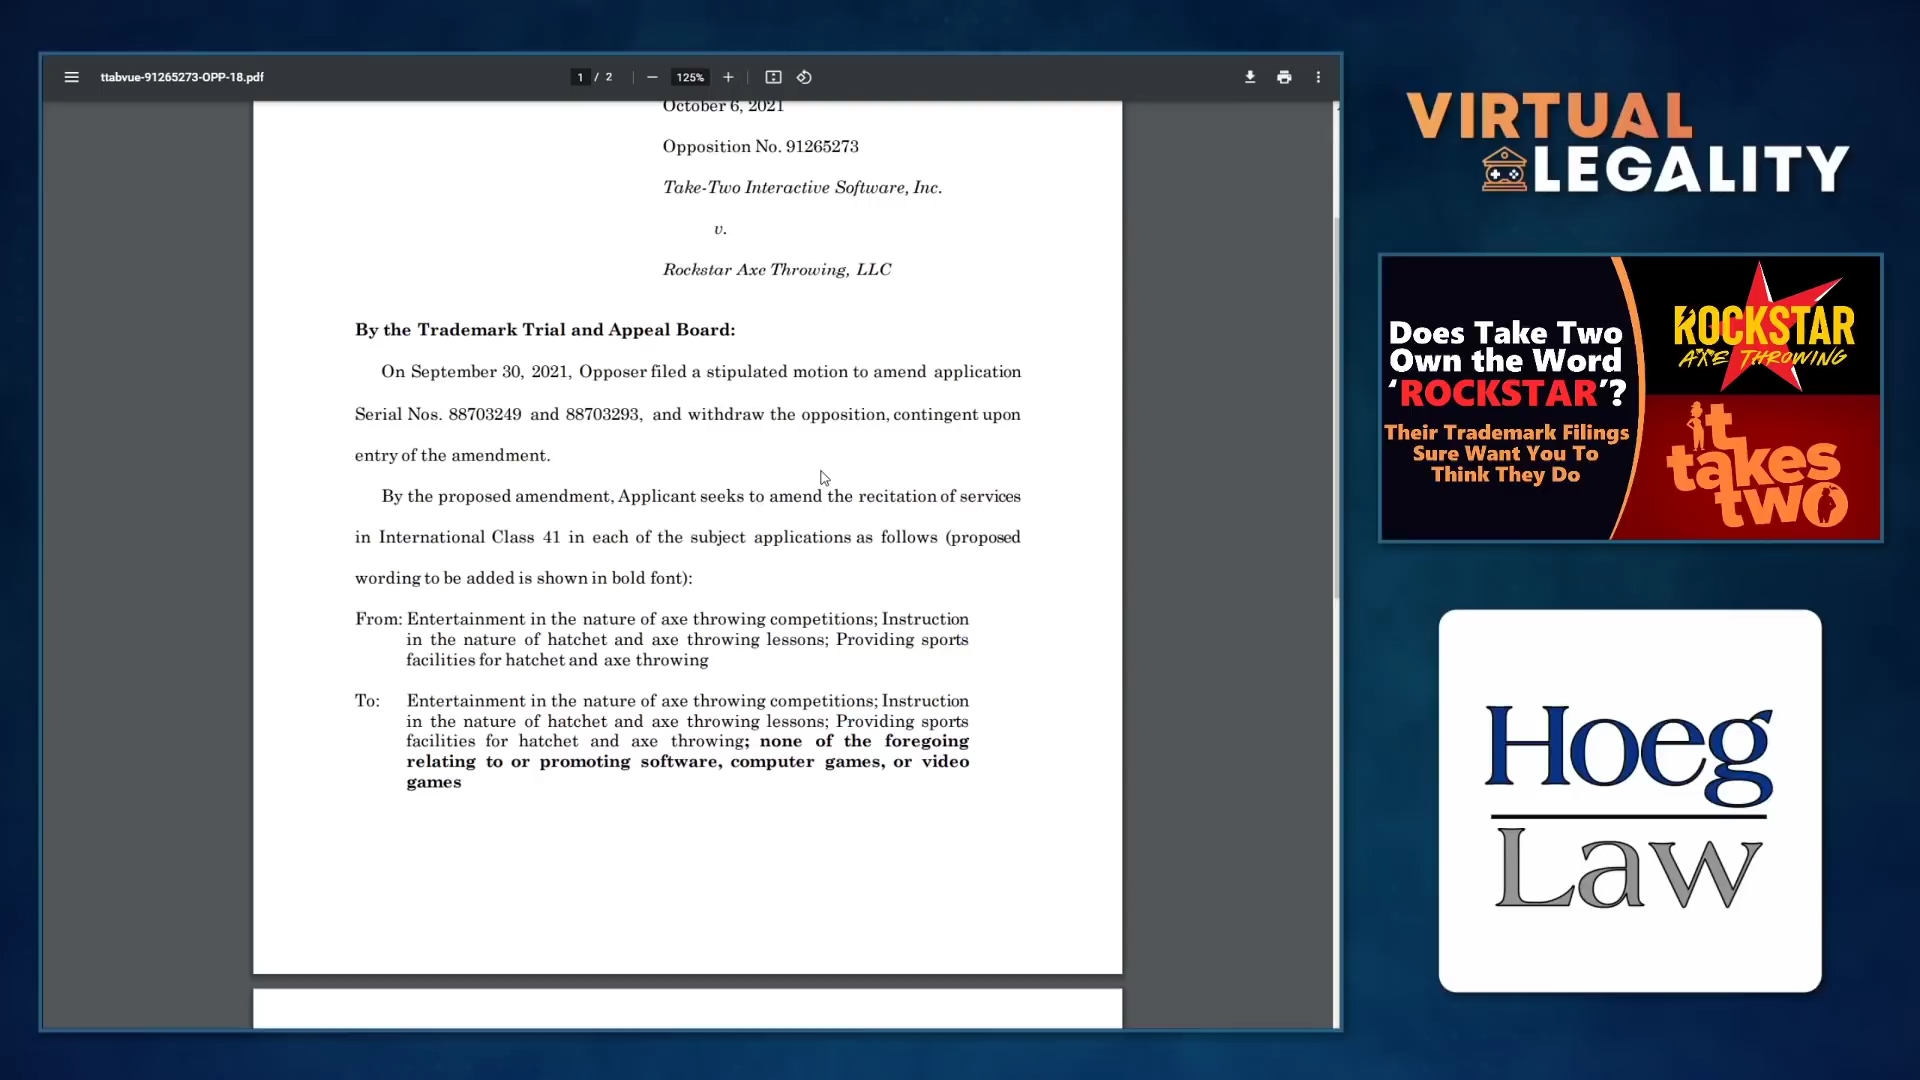 ttabvue-91265273-OPP-18.pdf
1 / 2
125%
October 6, 2021
Opposition No. 91265273
Take-Two Interactive Software, Inc.
v.
Rockstar Axe Throwing, LLC
By the Trademark Trial and Appeal Board:
On September 30, 2021, Opposer filed a stipulated motion to amend application
Serial Nos. 88703249 and 88703293, and withdraw the opposition, contingent upon
entry of the amendment.
By the proposed amendment, Applicant seeks to amend the recitation of services
in International Class 41 in each of the subject applications as follows (proposed
wording to be added is shown in bold font):
From: Entertainment in the nature of axe throwing competitions; Instruction
in the nature of hatchet and axe throwing lessons; Providing sports
facilities for hatchet and axe throwing
To: Entertainment in the nature of axe throwing competitions; Instruction
in the nature of hatchet and axe throwing lessons; Providing sports
facilities for hatchet and axe throwing; none of the foregoing
relating to or promoting software, computer games, or video
games
VIRTUAL
LEGALITY
Does Take Two
Own the Word
‘ROCKSTAR’?
Their Trademark Filings
Sure Want You To
Think They Do
ROCKSTAR
AXE THROWING
it
takes
two
Hoeg
Law